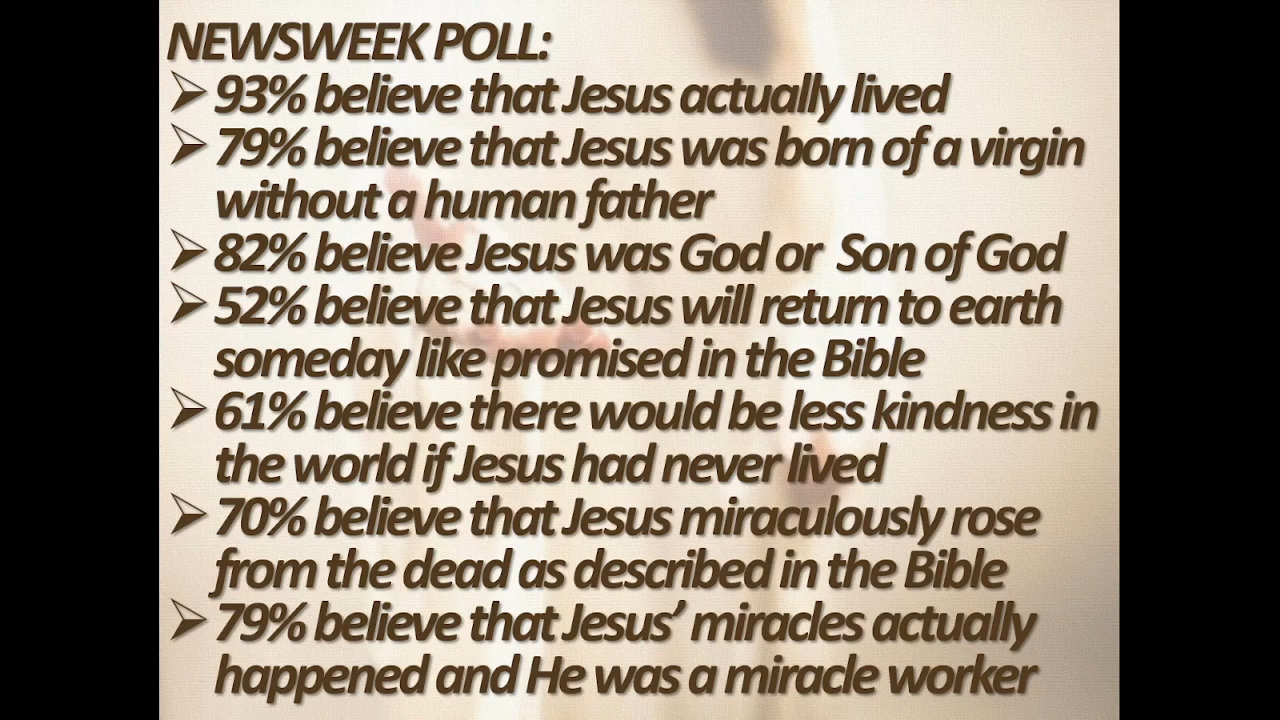 NEWSWEEK POLL:
➢ 93% believe that Jesus actually lived
➢ 79% believe that Jesus was born of a virgin
without a human father
➢ 82% believe Jesus was God or  Son of God
➢ 52% believe that Jesus will return to earth
someday like promised in the Bible
➢ 61% believe there would be less kindness in
the world if Jesus had never lived
➢ 70% believe that Jesus miraculously rose
from the dead as described in the Bible
➢ 79% believe that Jesus’ miracles actually
happened and He was a miracle worker